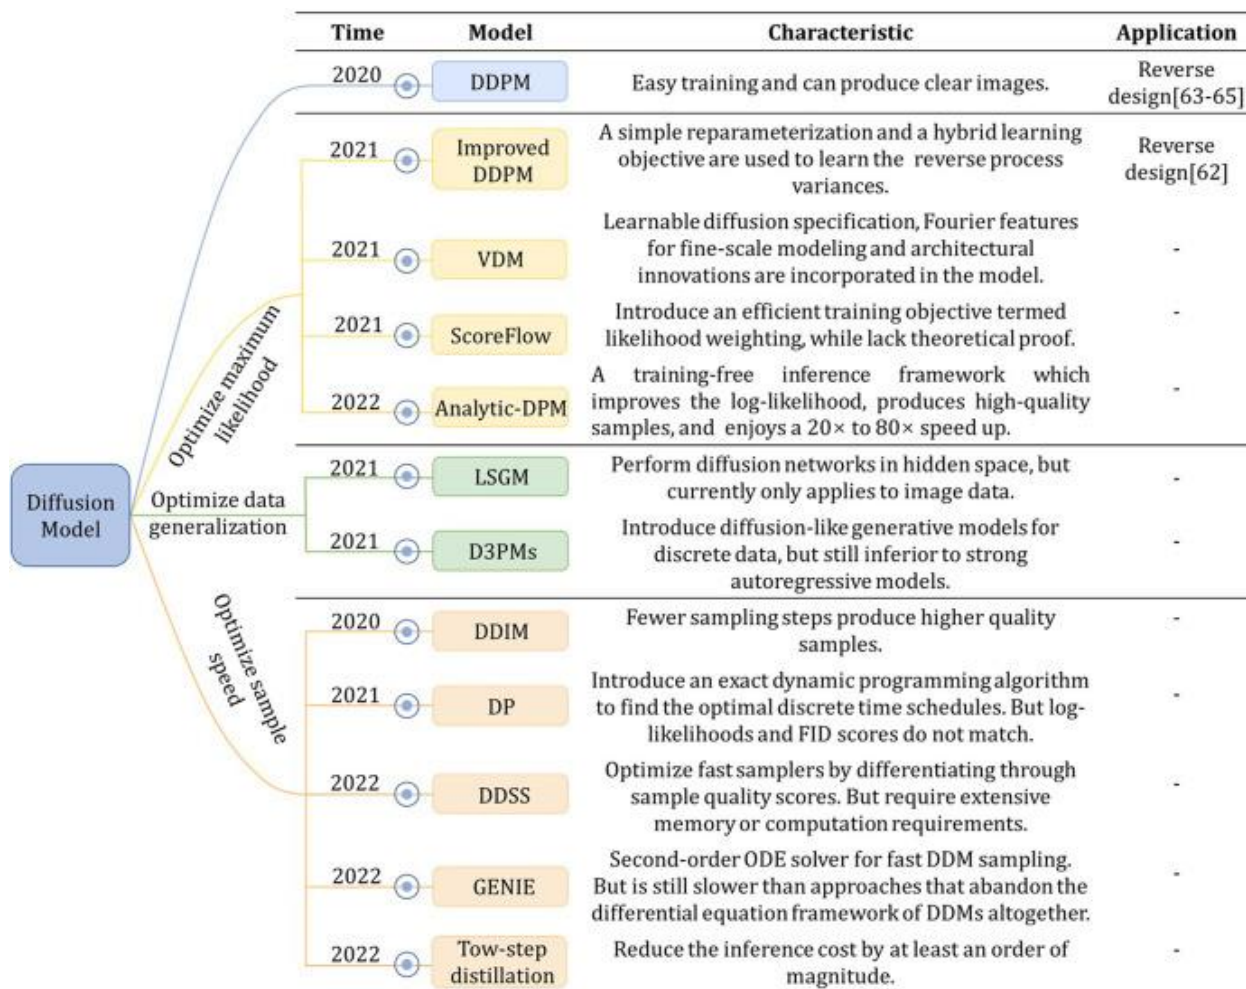 Time Model Characteristic Application
2020 DDPM Easy training and can produce clear images. Reverse
design[63-65]
2021 Improved
DDPM
A simple reparameterization and a hybrid learning
objective are used to learn the reverse process
variances.
Reverse
design[62]
2021 VDM
Learnable diffusion specification, Fourier features
for fine-scale modeling and architectural
innovations are incorporated in the model.
-
2021 ScoreFlow
Introduce an efficient training objective termed
likelihood weighting, while lack theoretical proof.
-
2022 Analytic-DPM
A training-free inference framework which
improves the log-likelihood, produces high-quality
samples, and enjoys a 20× to 80× speed up.
-
Optimize maximum
likelihood
2021 LSGM
Perform diffusion networks in hidden space, but
currently only applies to image data.
-
Diffusion
Model
Optimize data
generalization
2021 D3PMs
Introduce diffusion-like generative models for
discrete data, but still inferior to strong
autoregressive models.
-
Optimize sample
speed
2020 DDIM
Fewer sampling steps produce higher quality
samples.
-
2021 DP
Introduce an exact dynamic programming algorithm
to find the optimal discrete time schedules. But log-
likelihoods and FID scores do not match.
-
2022 DDSS
Optimize fast samplers by differentiating through
sample quality scores. But require extensive
memory or computation requirements.
-
2022 GENIE
Second-order ODE solver for fast DDM sampling.
But is still slower than approaches that abandon the
differential equation framework of DDMs altogether.
-
2022 Tow-step
distillation
Reduce the inference cost by at least an order of
magnitude.
-